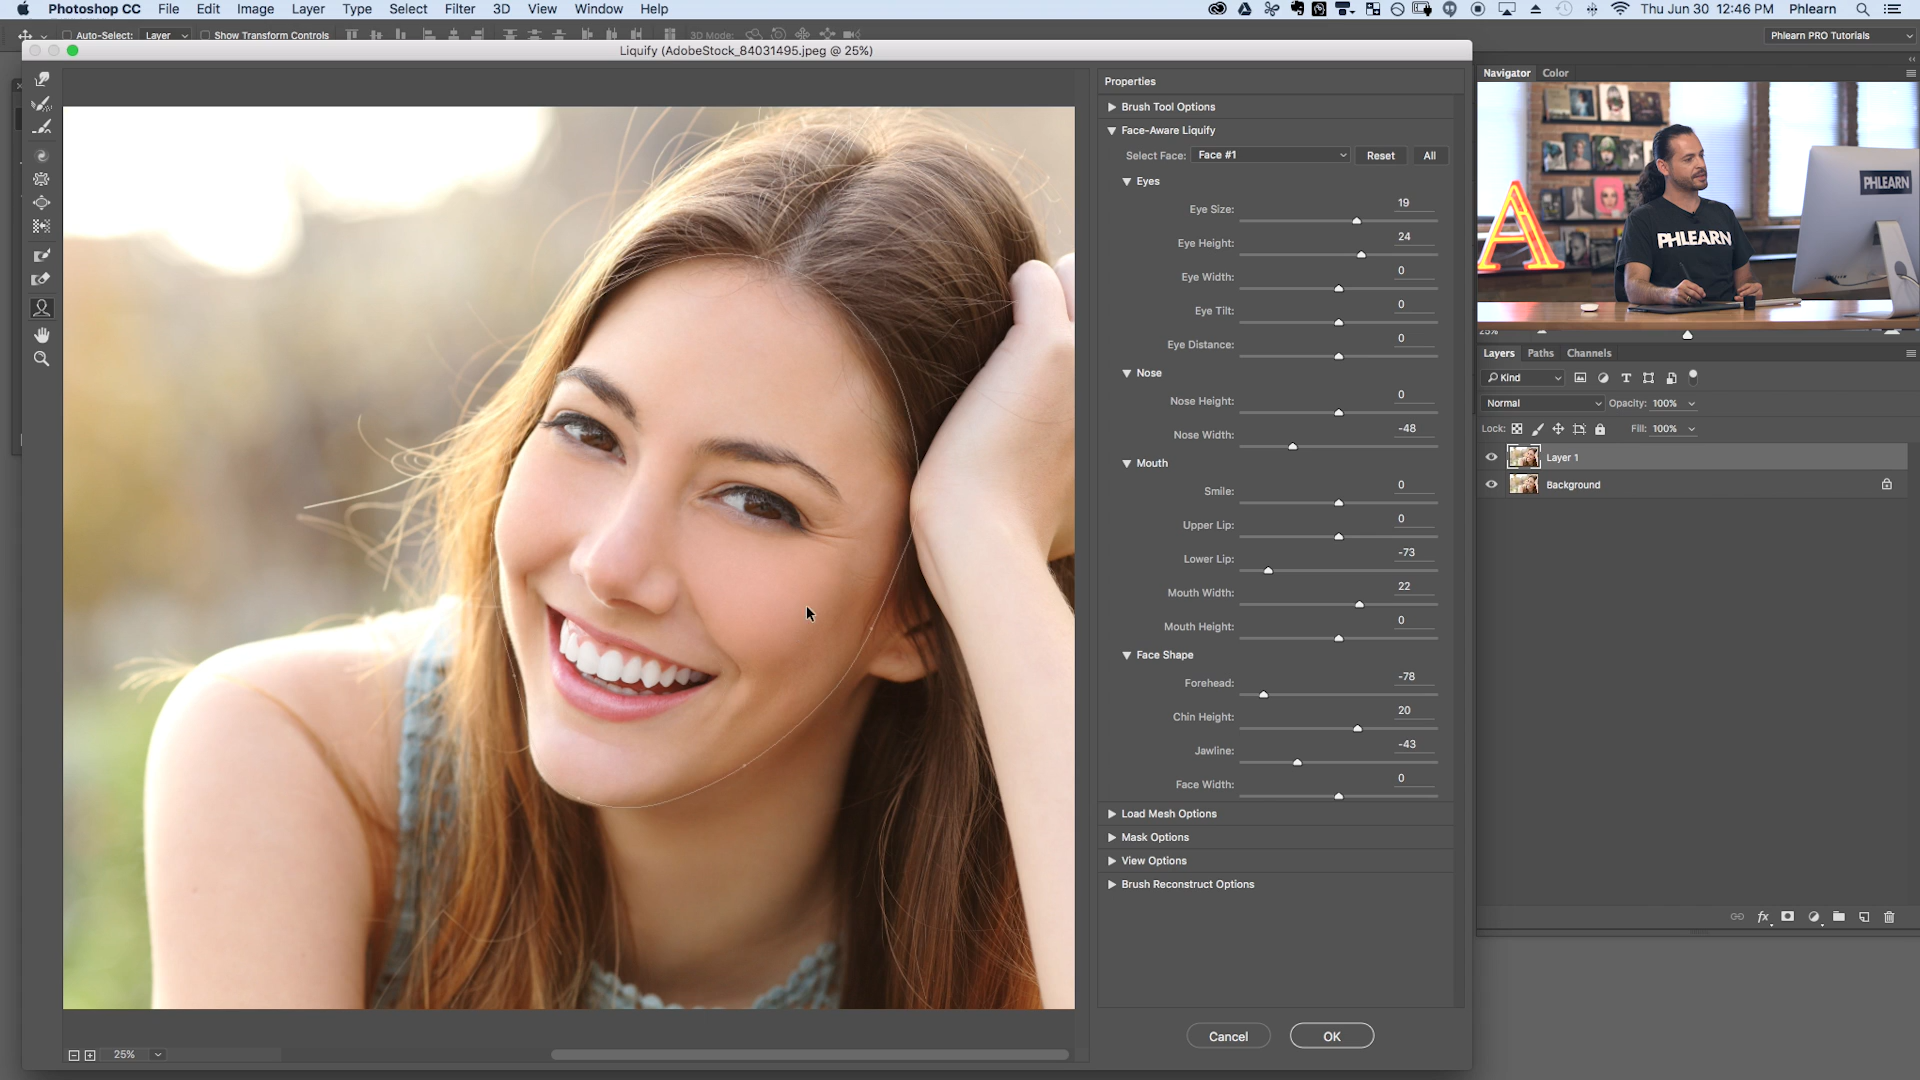 Photoshop CC File Edit Image Layer Type Select Filter 3D View Window Help Thu Jun 30 12:46 PM Phlearn
Auto-Select: Layer Show Transform Controls 3D Mode: Phlearn PRO Tutorials
Liquify (AdobeStock_84031495.jpeg @ 25%)
Properties
Brush Tool Options
Face-Aware Liquify
Select Face: Face #1 Reset All
Eyes
Eye Size: 19
Eye Height: 24
Eye Width: 0
Eye Tilt: 0
Eye Distance: 0
Nose
Nose Height: 0
Nose Width: -48
Mouth
Smile: 0
Upper Lip: 0
Lower Lip: -73
Mouth Width: 22
Mouth Height: 0
Face Shape
Forehead: -78
Chin Height: 20
Jawline: -43
Face Width: 0
Load Mesh Options
Mask Options
View Options
Brush Reconstruct Options
Cancel OK
25%
Navigator Color
PHLEARN
PHLEARN
A
25%
Layers Paths Channels
Kind
Normal Opacity: 100%
Lock: Fill: 100%
Layer 1
Background